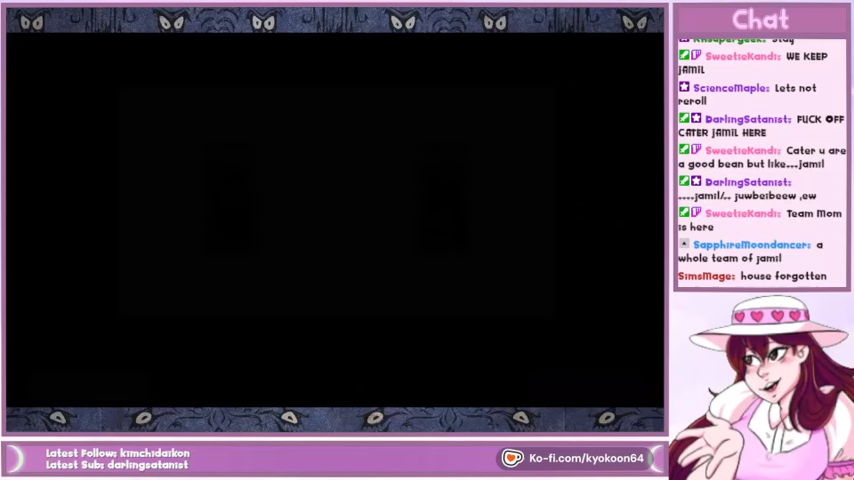 Chat
stay
SweetieKandi: WE KEEP
JAMIL
ScienceMaple: Lets not
reroll
DarlingSatanist: FUCK OFF
CATER JAMIL HERE
SweetieKandi: Cater u are
a good bean but like...jamil
DarlingSatanist:
....jamil/.. juwbeibeew ,ew
SweetieKandi: Team Mom
is here
SapphireMoondancer: a
whole team of jamil
SimsMage: house forgotten
Latest Follow: kimchidaikon
Latest Sub: darlingsatanist
Ko-fi.com/kyokoon64